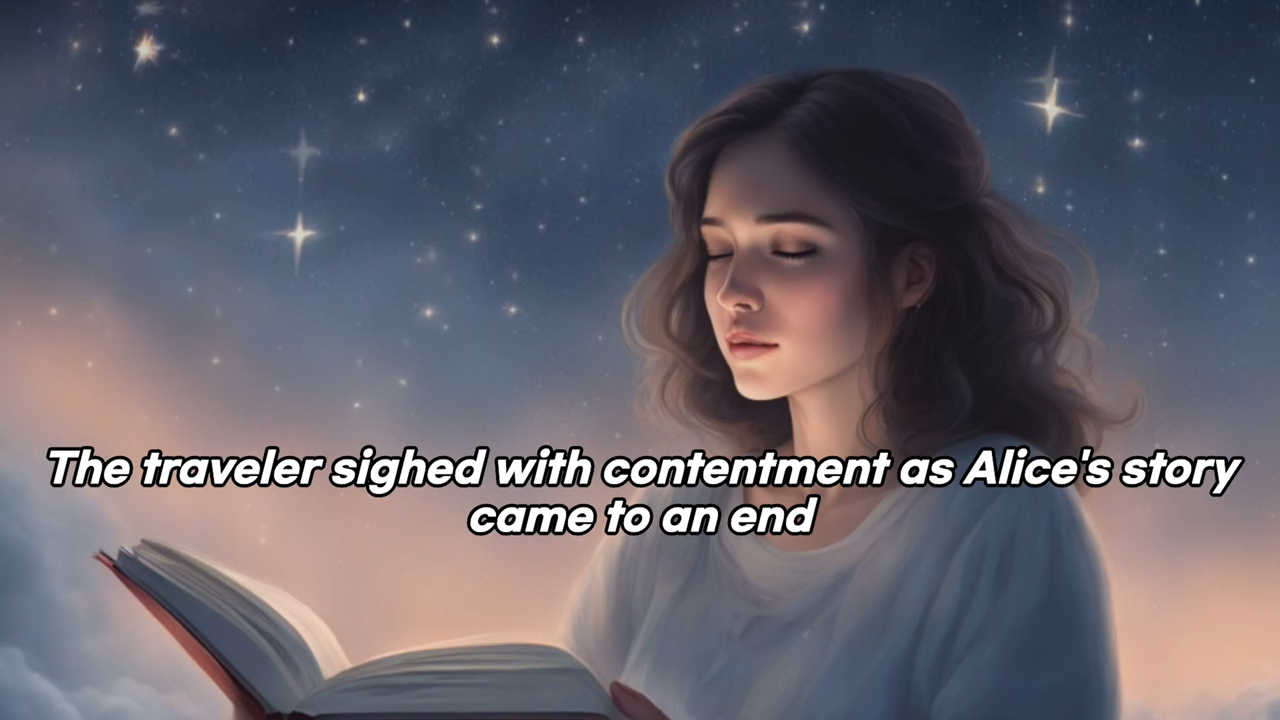 The traveler sighed with contentment as Alice's story
came to an end